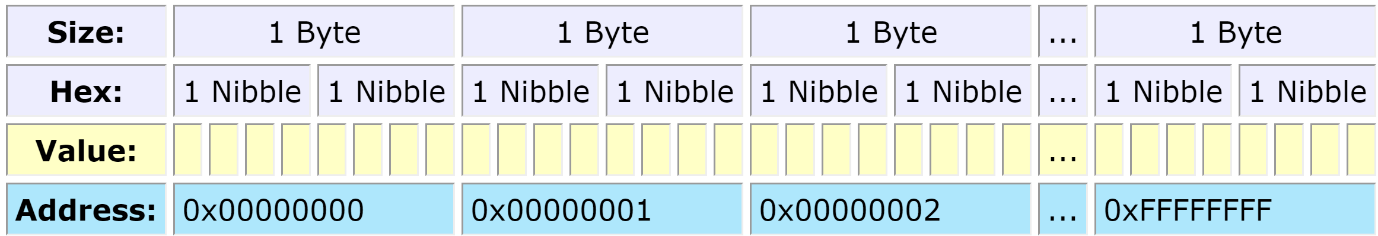 Size: 1 Byte 1 Byte 1 Byte ... 1 Byte
Hex: 1 Nibble 1 Nibble 1 Nibble 1 Nibble 1 Nibble 1 Nibble ... 1 Nibble 1 Nibble
Value: ...
Address: 0x00000000 0x00000001 0x00000002 ... 0xFFFFFFFF